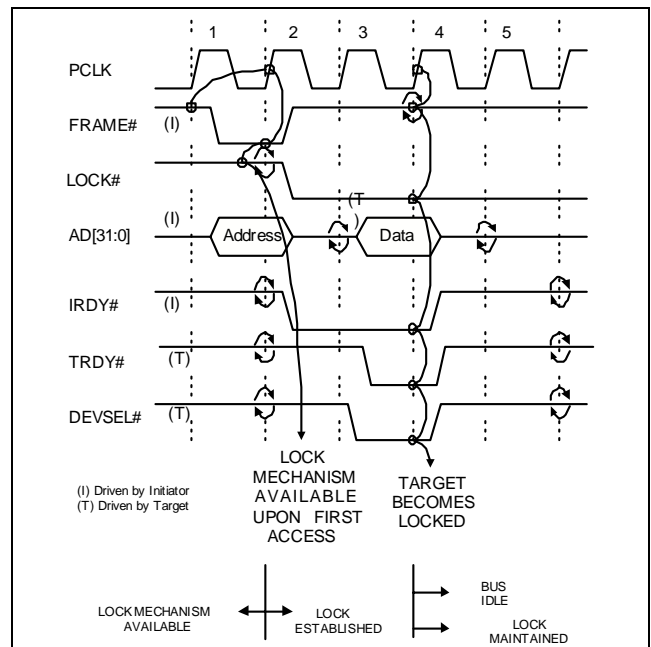 1 2 3 4 5
PCLK
FRAME# (I)
LOCK#
(T
)
AD[31:0] (I) Address Data
IRDY# (I)
TRDY# (T)
DEVSEL# (T)
(I) Driven by Initiator
(T) Driven by Target
LOCK
MECHANISM
AVAILABLE
UPON FIRST
ACCESS
TARGET
BECOMES
LOCKED
LOCK MECHANISM
AVAILABLE
LOCK
ESTABLISHED
BUS
IDLE
LOCK
MAINTAINED